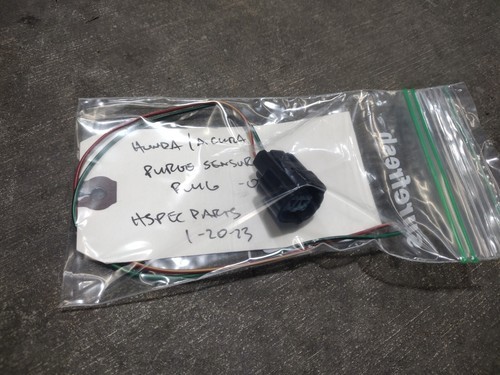 HONDA / ACURA
PURGE SENSOR
PLUG
HSPEC PARTS
1-20-23